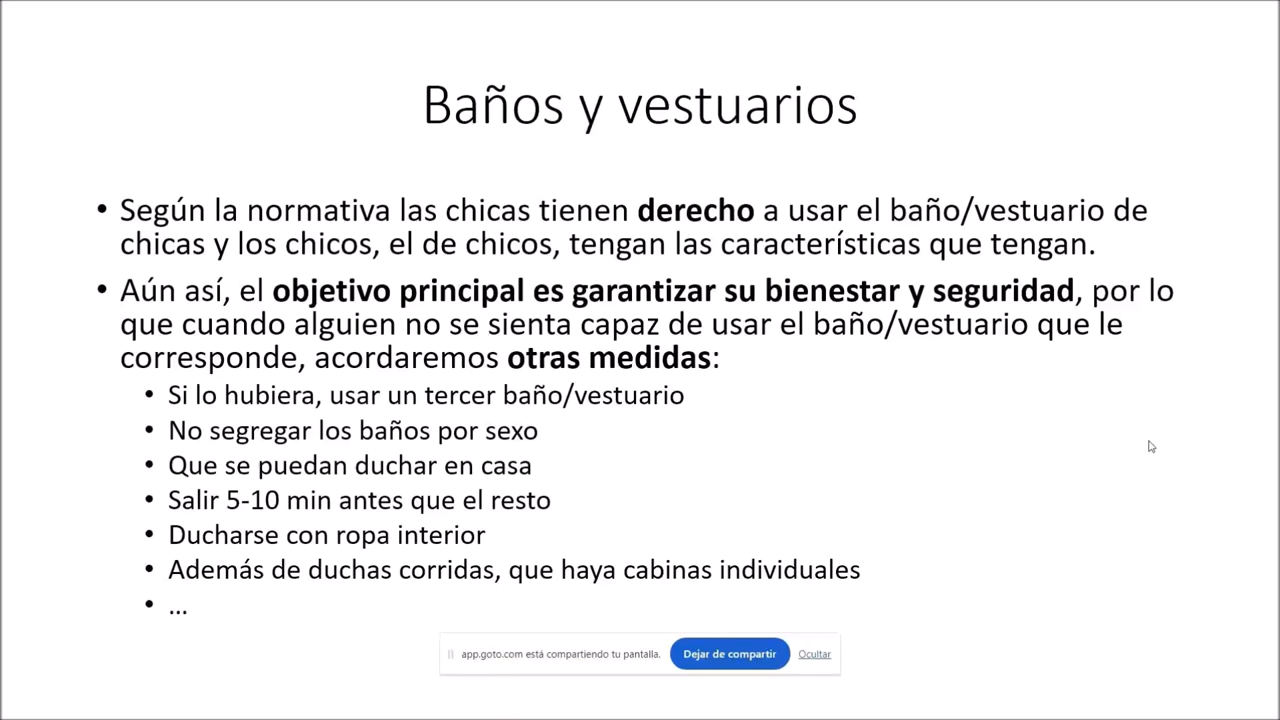 Baños y vestuarios
• Según la normativa las chicas tienen derecho a usar el baño/vestuario de
chicas y los chicos, el de chicos, tengan las características que tengan.
• Aún así, el objetivo principal es garantizar su bienestar y seguridad, por lo
que cuando alguien no se sienta capaz de usar el baño/vestuario que le
corresponde, acordaremos otras medidas:
• Si lo hubiera, usar un tercer baño/vestuario
• No segregar los baños por sexo
• Que se puedan duchar en casa
• Salir 5-10 min antes que el resto
• Ducharse con ropa interior
• Además de duchas corridas, que haya cabinas individuales
• ...
app.goto.com está compartiendo tu pantalla. Dejar de compartir Ocultar